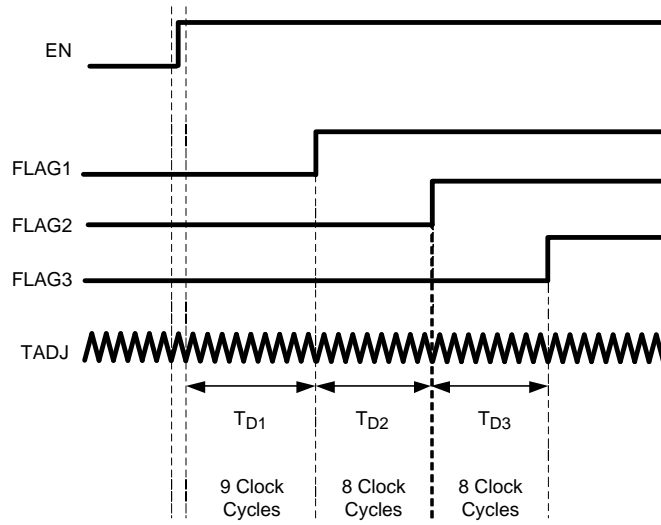 EN
FLAG1
FLAG2
FLAG3
TADJ
TD1 TD2 TD3
9 Clock 8 Clock 8 Clock
Cycles Cycles Cycles